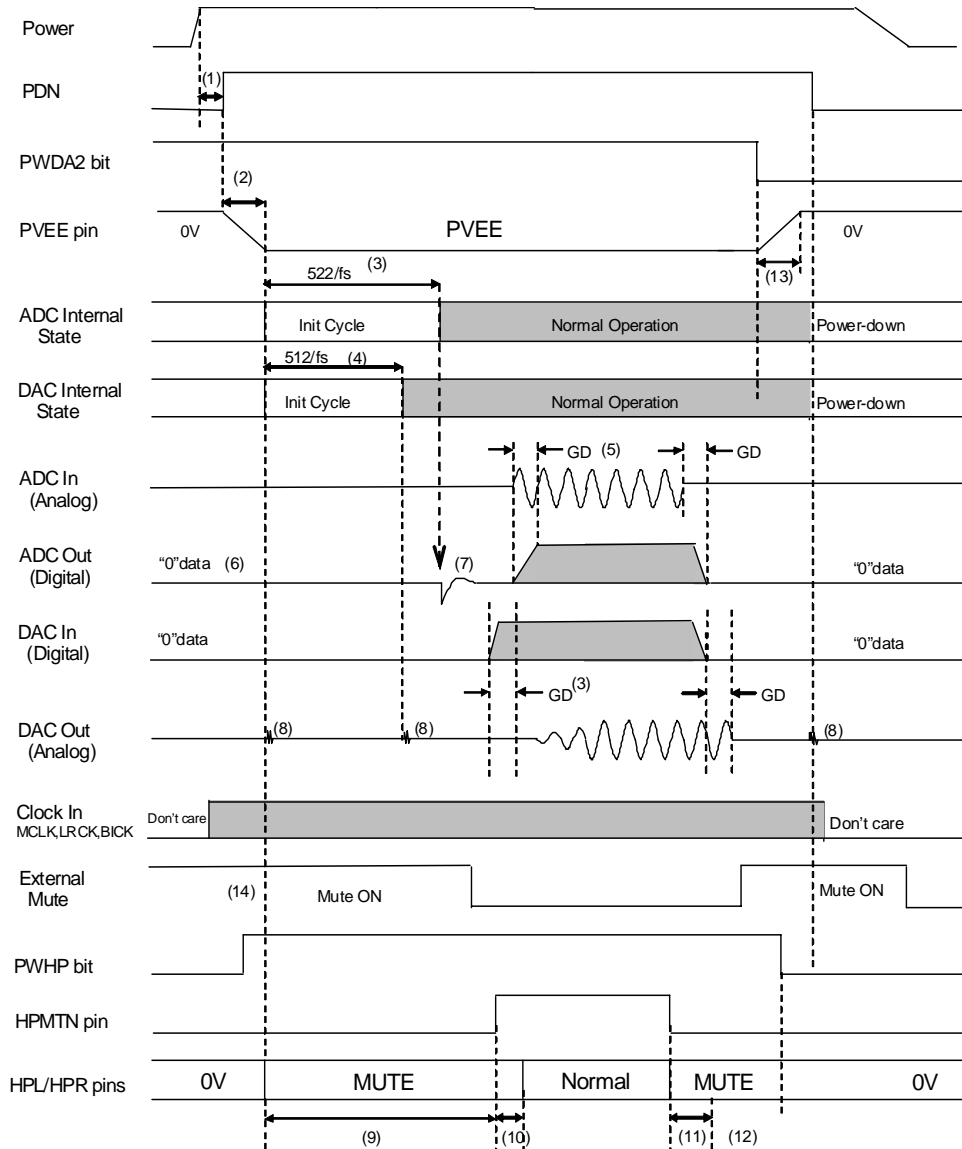 Power
(1)
PDN
PWDA2 bit
(2)
PVEE pin
0V
PVEE
0V
(3)
522/fs
(13)
ADC Internal
State
Init Cycle
Normal Operation
Power-down
512/fs (4)
DAC Internal
State
Init Cycle
Normal Operation
Power-down
GD (5)
GD
ADC In
(Analog)
ADC Out
(Digital)
“0”data (6)
(7)
“0”data
DAC In
(Digital)
“0”data
“0”data
GD (3)
GD
DAC Out
(Analog)
(8)
(8)
(8)
Clock In
MCLK,LRCK,BICK
Don't care
Don't care
External
Mute
(14)
Mute ON
Mute ON
PWHP bit
HPMTN pin
HPL/HPR pins
0V
MUTE
Normal
MUTE
0V
(9)
(10)
(11)
(12)